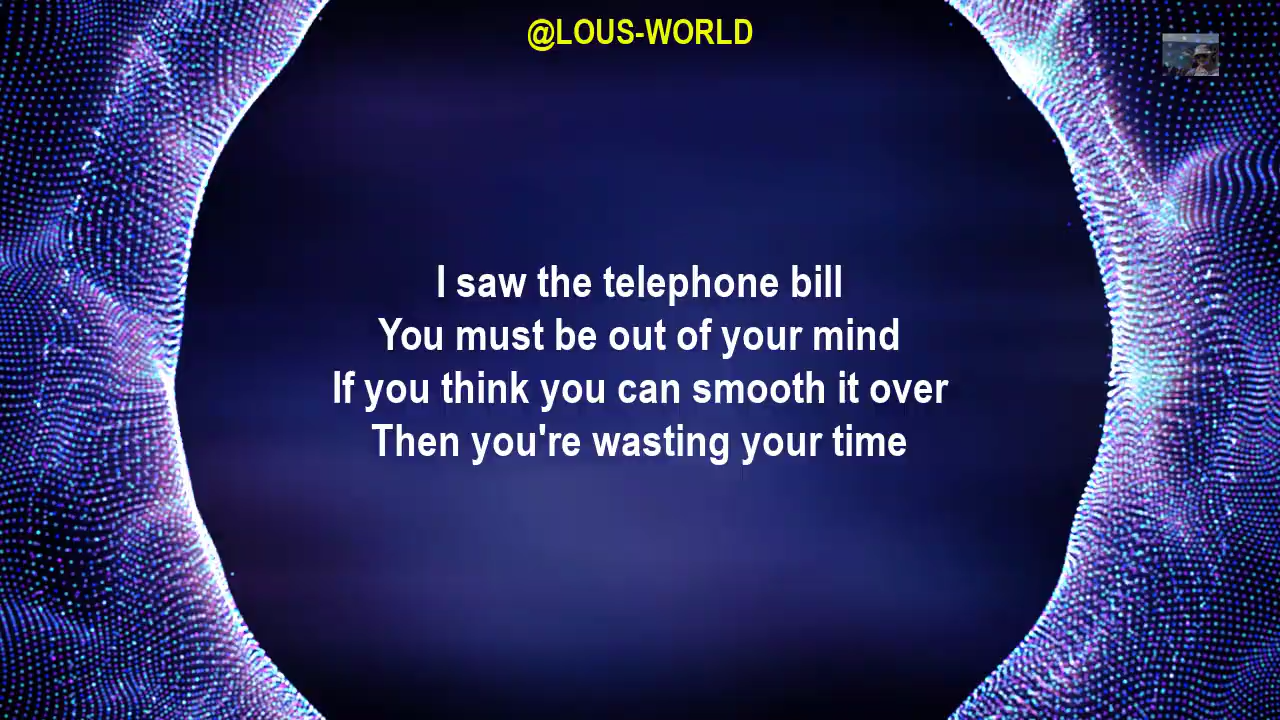 @LOUS-WORLD
I saw the telephone bill
You must be out of your mind
If you think you can smooth it over
Then you're wasting your time